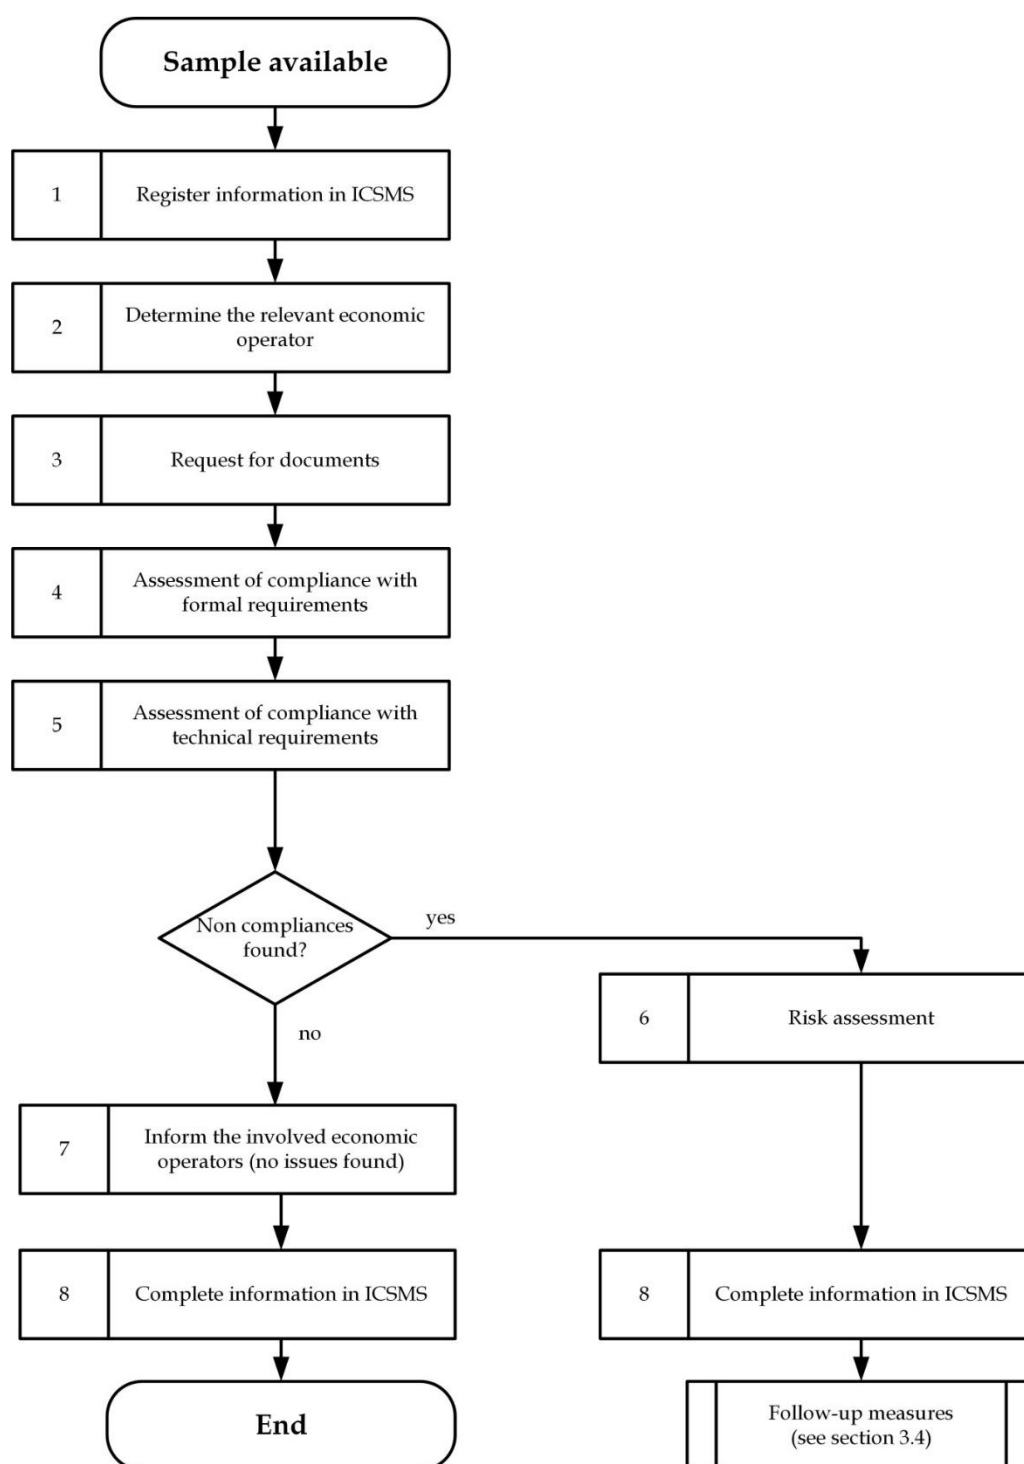 Sample available
1
Register information in ICSMS
2
Determine the relevant economic
operator
3
Request for documents
4
Assessment of compliance with
formal requirements
5
Assessment of compliance with
technical requirements
Non compliances
found?
yes
no
6
Risk assessment
7
Inform the involved economic
operators (no issues found)
8
Complete information in ICSMS
8
Complete information in ICSMS
End
Follow-up measures
(see section 3.4)